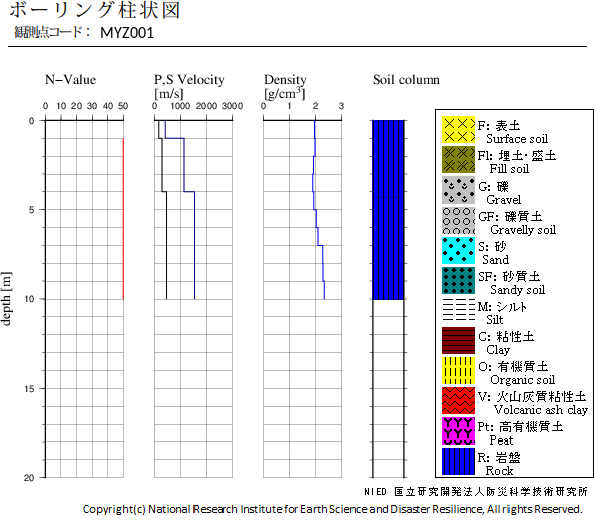 ボーリング柱状図
観測点コード： MYZ001
N−Value
P,S Velocity
[m/s]
Density
[g/cm3]
Soil column
0 10 20 30 40 50
0 1000 2000 3000
0 1 2 3
0
5
10
15
20
depth [m]
F: 表土
Surface soil
Fl: 埋土・盛土
Fill soil
G: 礫
Gravel
GF: 礫質土
Gravelly soil
S: 砂
Sand
SF: 砂質土
Sandy soil
M: シルト
Silt
C: 粘性土
Clay
O: 有機質土
Organic soil
V: 火山灰質粘性土
Volcanic ash clay
Pt: 高有機質土
Peat
R: 岩盤
Rock
NIED 国立研究開発法人防災科学技術研究所
Copyright(c) National Research Institute for Earth Science and Disaster Resilience, All rights Reserved.